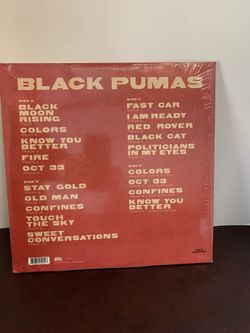 BLACK PUMAS
SIDE A
BLACK
MOON
RISING
COLORS
KNOW YOU
BETTER
FIRE
OCT 33
SIDE B
STAY GOLD
OLD MAN
CONFINES
TOUCH
THE SKY
SWEET
CONVERSATIONS
FAST CAR
I AM READY
RED ROVER
BLACK CAT
POLITICIANS
IN MY EYES
COLORS
OCT 33
CONFINES
KNOW YOU
BETTER